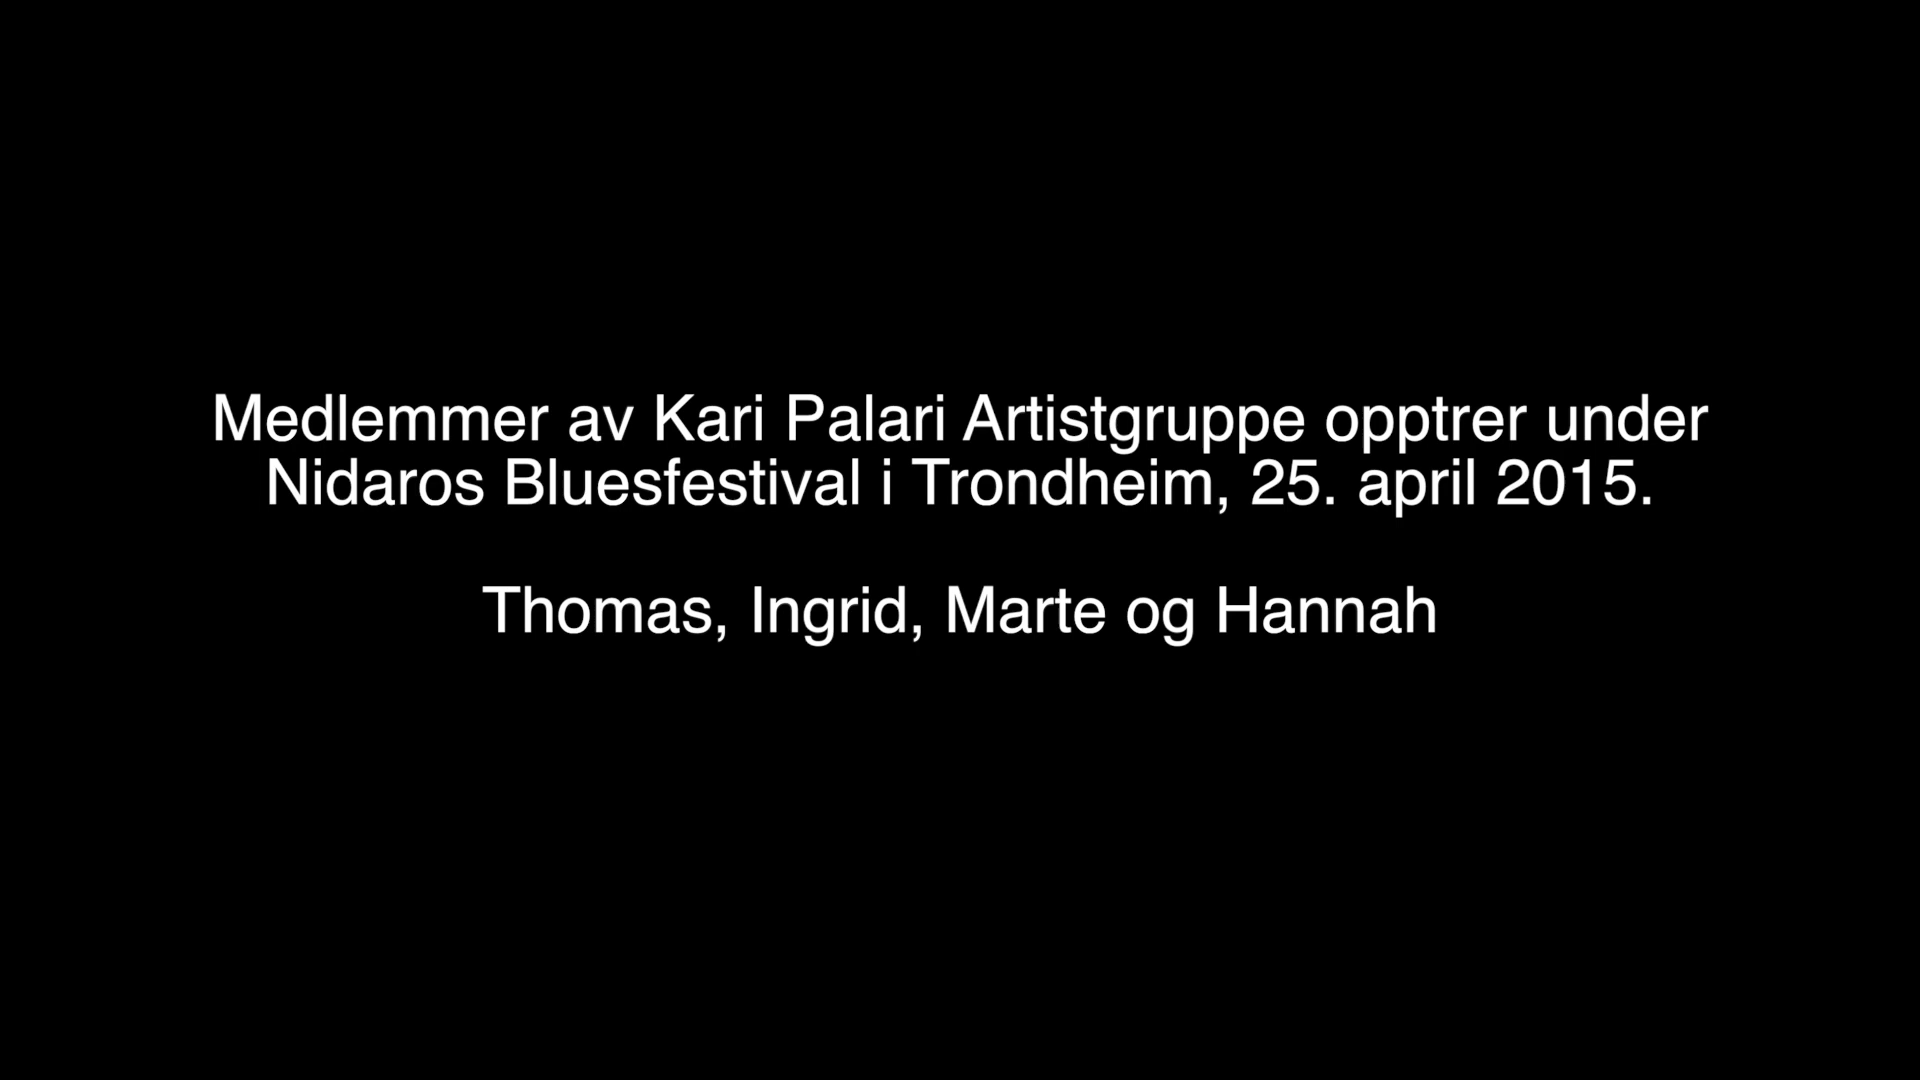 Medlemmer av Kari Palari Artistgruppe opptrer under
Nidaros Bluesfestival i Trondheim, 25. april 2015.
Thomas, Ingrid, Marte og Hannah